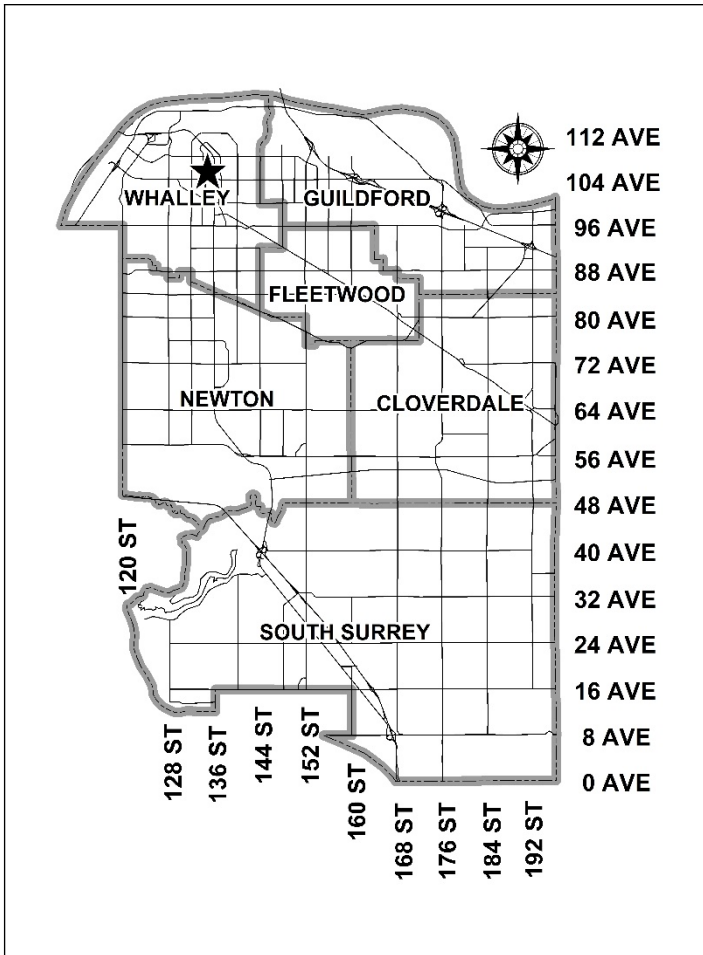 112 AVE
104 AVE
WHALLEY
GUILDFORD
96 AVE
88 AVE
FLEETWOOD
80 AVE
72 AVE
NEWTON
CLOVERDALE
64 AVE
56 AVE
48 AVE
120 ST
40 AVE
32 AVE
SOUTH SURREY
24 AVE
16 AVE
8 AVE
0 AVE
128 ST
136 ST
144 ST
152 ST
160 ST
168 ST
176 ST
184 ST
192 ST